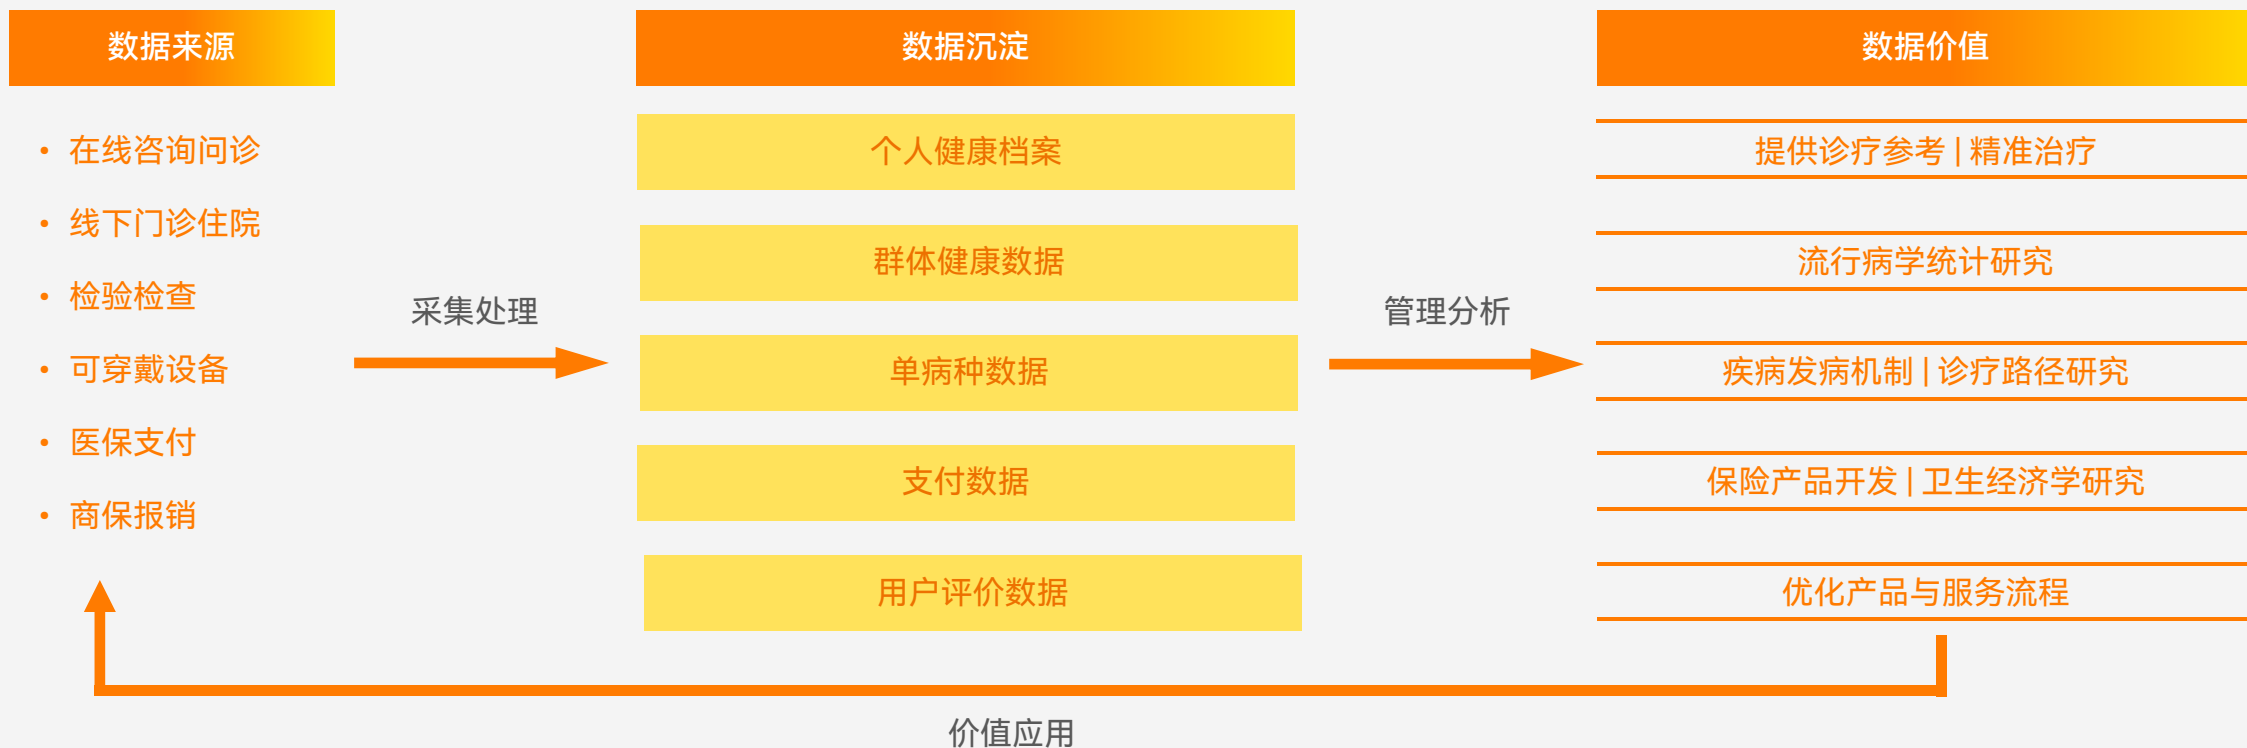 数据来源
• 在线咨询问诊
• 线下门诊住院
• 检验检查
• 可穿戴设备
• 医保支付
• 商保报销
采集处理
数据沉淀
个人健康档案
群体健康数据
单病种数据
支付数据
用户评价数据
管理分析
数据价值
提供诊疗参考 | 精准治疗
流行病学统计研究
疾病发病机制 | 诊疗路径研究
保险产品开发 | 卫生经济学研究
优化产品与服务流程
价值应用